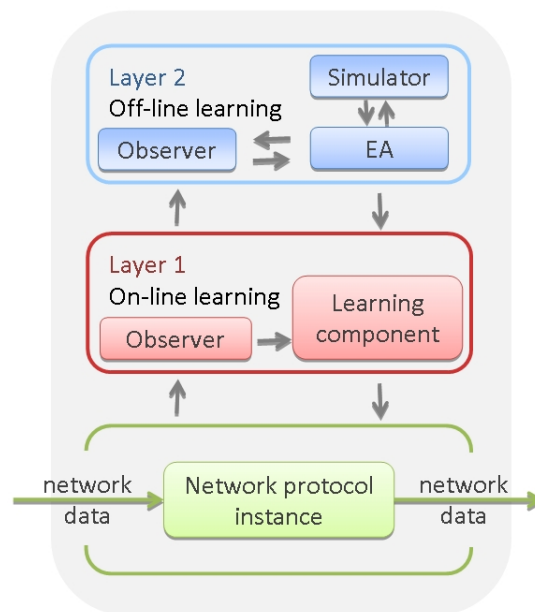 Layer 2
Off-line learning
Simulator
Observer
EA
Layer 1
On-line learning
Observer
Learning
component
network
data
Network protocol
instance
network
data